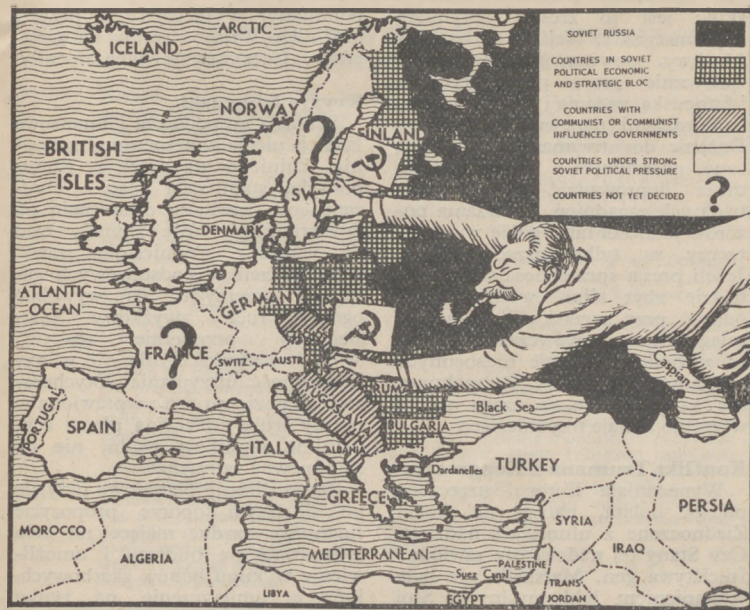 ARCTIC
ICELAND
NORWAY
?
FINLAND
BRITISH
ISLES
SW
DENMARK
ATLANTIC
OCEAN
GERMANY
FRANCE
?
SWITZ.
AUSTR
RUM
Caspian
PORTUGAL
SPAIN
ITALY
YUGOSLAVIA
BULGARIA
Black Sea
ALBANIA
Dardanelles
TURKEY
GREECE
MOROCCO
ALGERIA
LIBYA
MEDITERRANEAN
SYRIA
IRAQ
PERSIA
PALESTINE
Suez Canal
TRANS
JORDAN
EGYPT
SOVIET RUSSIA
COUNTRIES IN SOVIET
POLITICAL ECONOMIC
AND STRATEGIC BLOC
COUNTRIES WITH
COMMUNIST OR COMMUNIST
INFLUENCED GOVERNMENTS
COUNTRIES UNDER STRONG
SOVIET POLITICAL PRESSURE
COUNTRIES NOT YET DECIDED
?